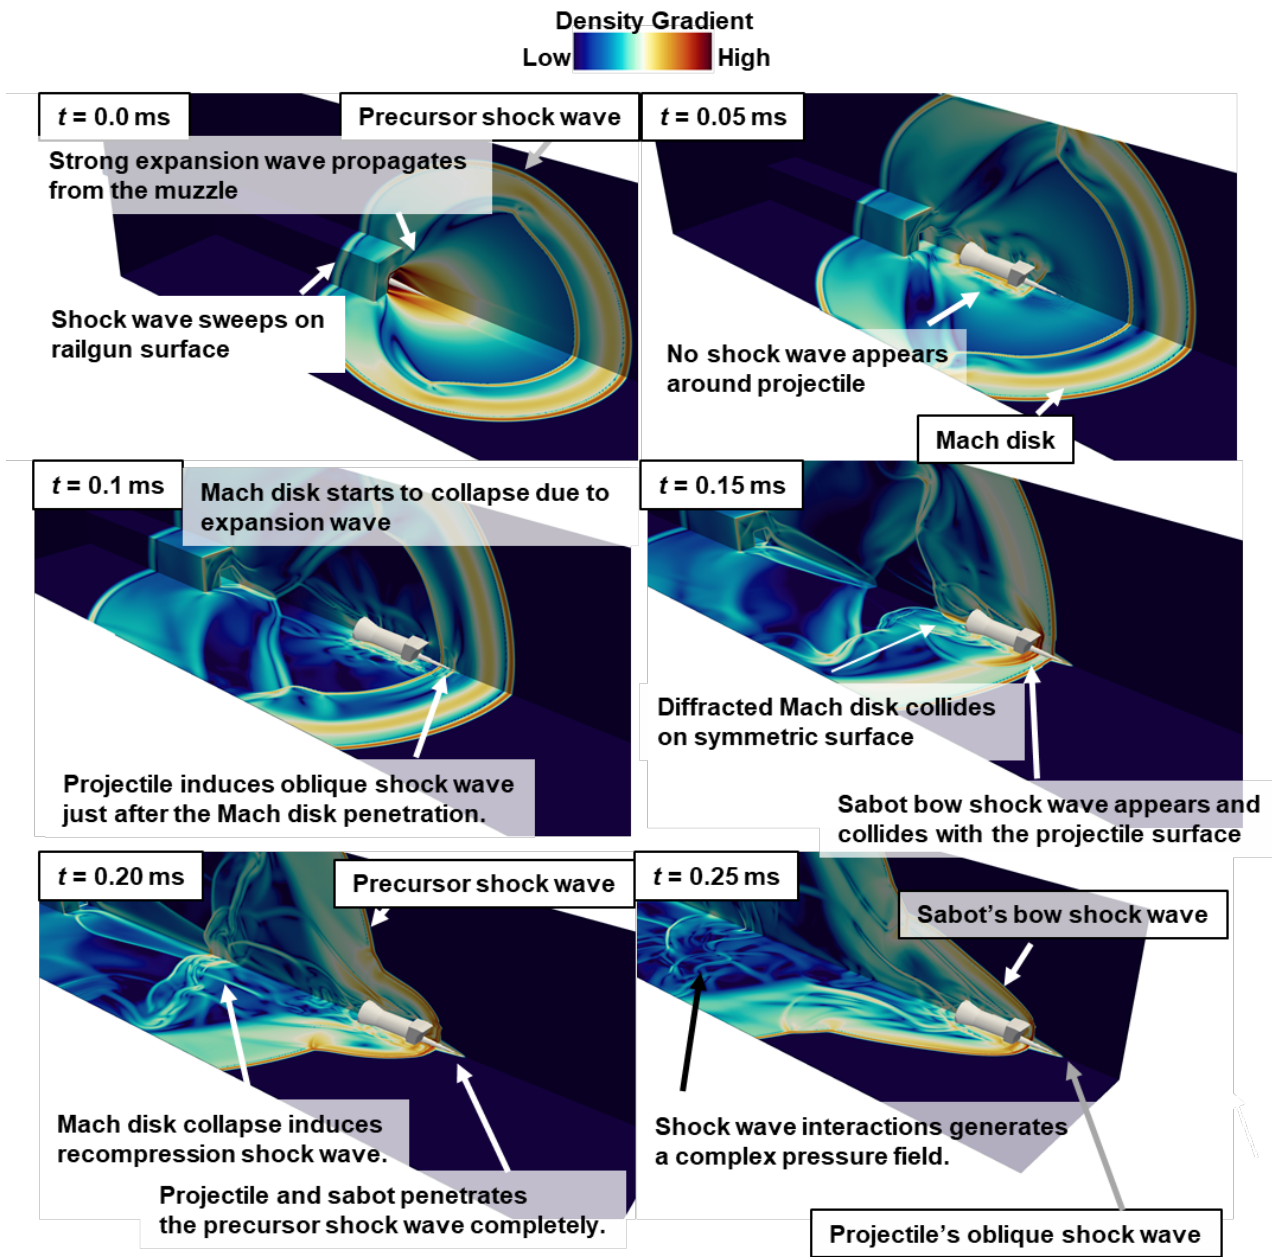 Density Gradient
Low High
t = 0.0 ms
Precursor shock wave
Strong expansion wave propagates
from the muzzle
Shock wave sweeps on
railgun surface
t = 0.05 ms
No shock wave appears
around projectile
Mach disk
t = 0.1 ms
Mach disk starts to collapse due to
expansion wave
Projectile induces oblique shock wave
just after the Mach disk penetration.
t = 0.15 ms
Diffracted Mach disk collides
on symmetric surface
Sabot bow shock wave appears and
collides with the projectile surface
t = 0.20 ms
Precursor shock wave
Mach disk collapse induces
recompression shock wave.
Projectile and sabot penetrates
the precursor shock wave completely.
t = 0.25 ms
Sabot's bow shock wave
Shock wave interactions generates
a complex pressure field.
Projectile's oblique shock wave